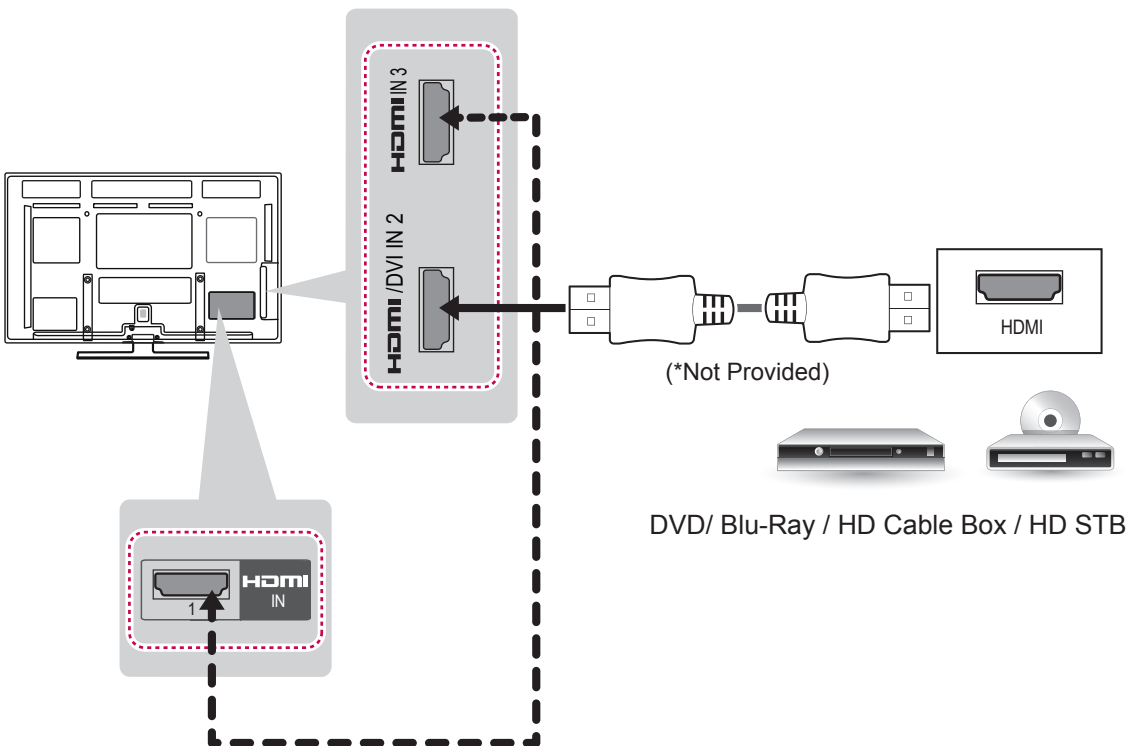 HDMI IN 3
HDMI /DVI IN 2
HDMI
(*Not Provided)
DVD/ Blu-Ray / HD Cable Box / HD STB
1
HDMI
IN